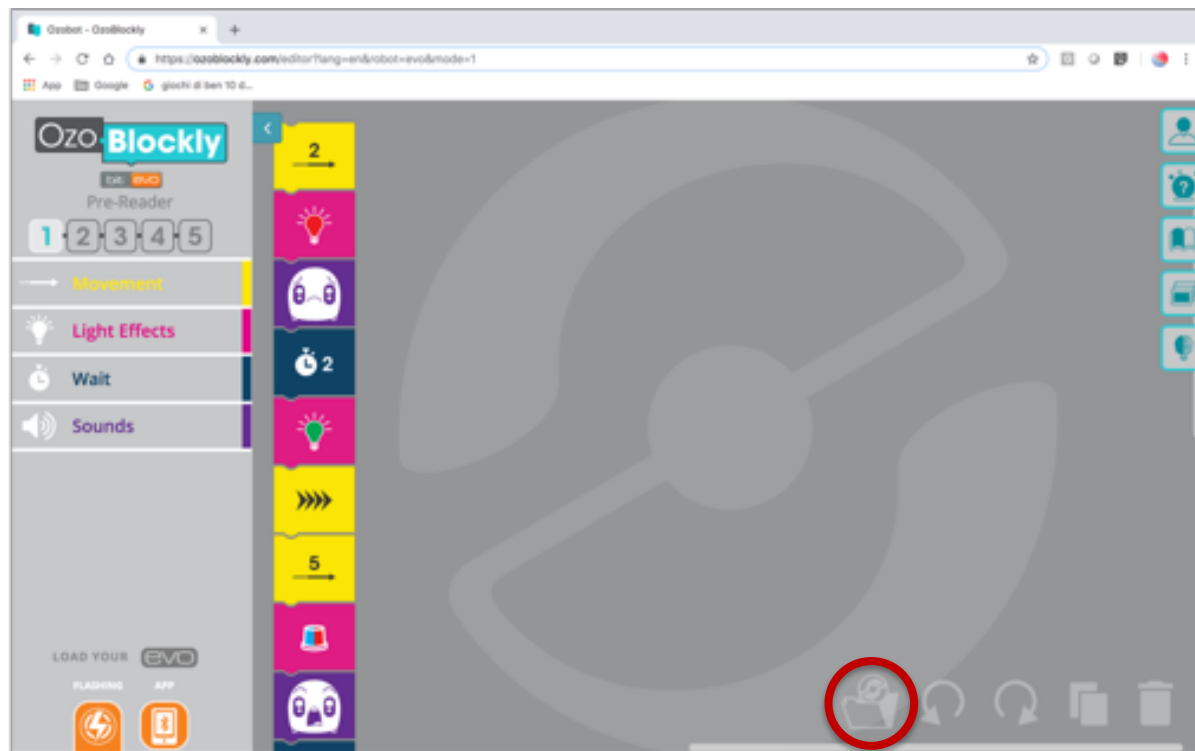 Ozobot - OzoBlockly
https://ozoblockly.com/editor?lang=en&robot=evo&mode=1
App Google giochi di ben 10 d...
OZO Blockly
bit evo
Pre-Reader
1 2 3 4 5
Movement
Light Effects
Wait
Sounds
2
2
5
LOAD YOUR evo
FLASHING APP